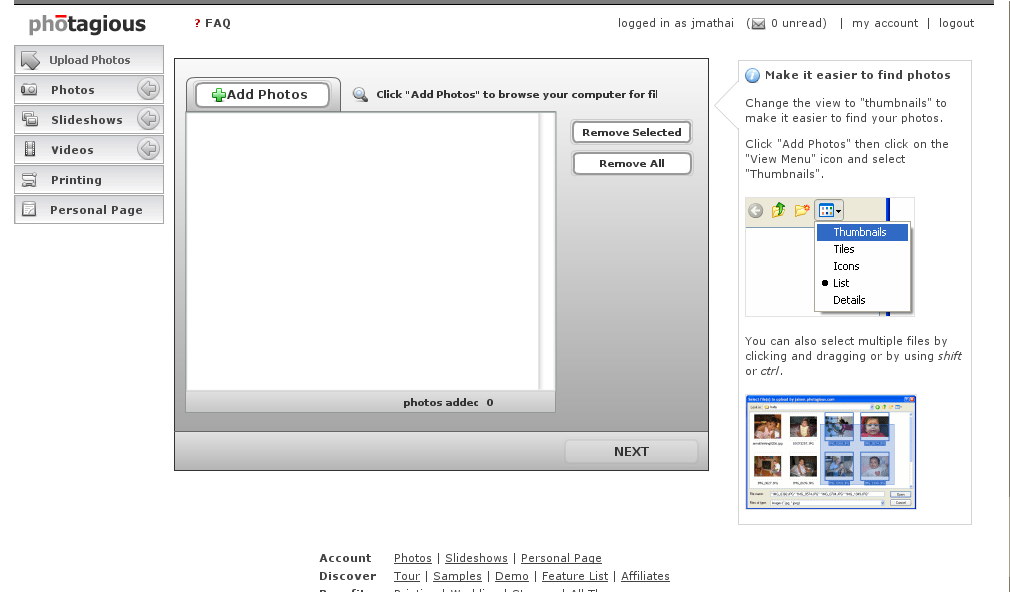 phōtagious
? FAQ
logged in as jmathai ( 0 unread) | my account | logout
Upload Photos
Photos
Slideshows
Videos
Printing
Personal Page
Add Photos
Click "Add Photos" to browse your computer for fil
Remove Selected
Remove All
photos addec 0
NEXT
Make it easier to find photos
Change the view to "thumbnails" to
make it easier to find your photos.
Click "Add Photos" then click on the
"View Menu" icon and select
"Thumbnails".
Thumbnails
Tiles
Icons
List
Details
You can also select multiple files by
clicking and dragging or by using shift
or ctrl.
Account Photos | Slideshows | Personal Page
Discover Tour | Samples | Demo | Feature List | Affiliates